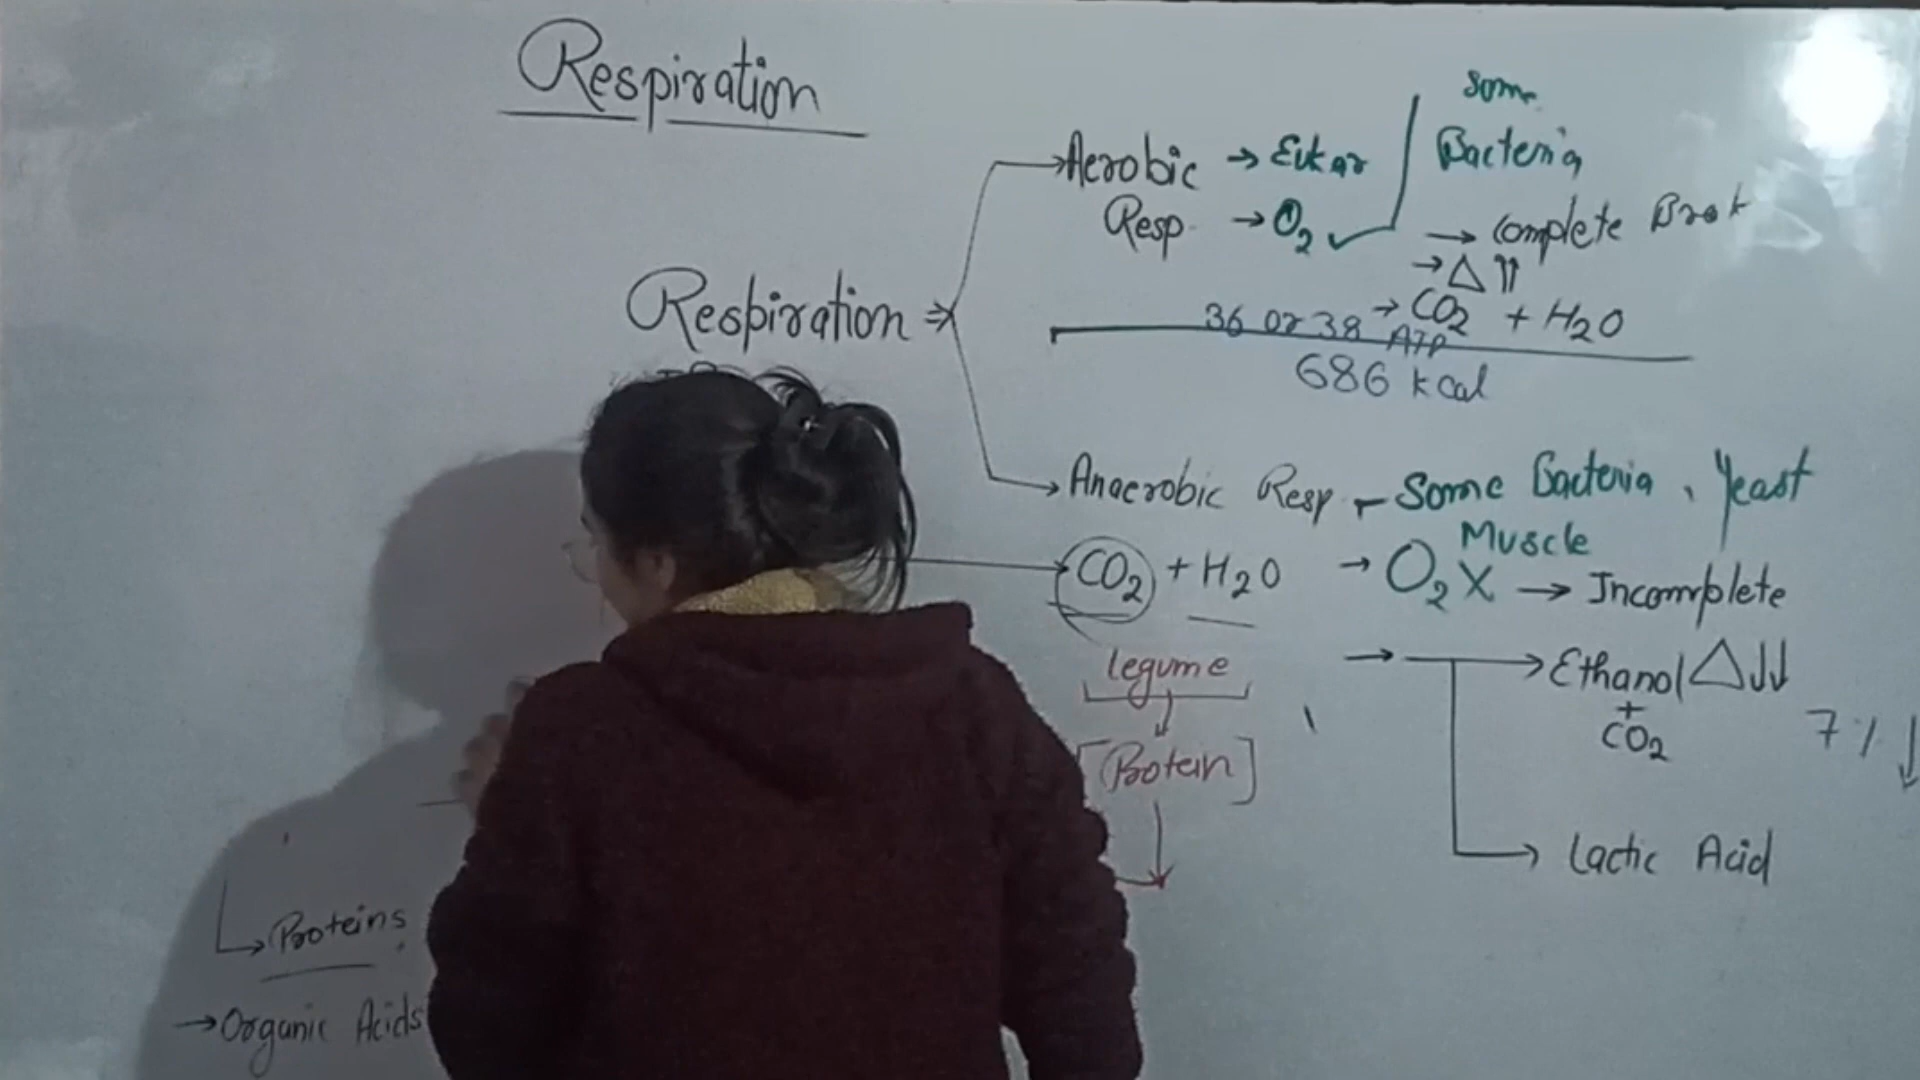 Respiration
Some
Aerobic → Eukar / Bacteria
Resp → O2 ✓ → Complete Break
→ △ ⇈
Respiration ⇒
36 or 38 ATP → CO2 + H2O
686 kcal
Anaerobic Resp - Some Bacteria, Yeast
Muscle
CO2 + H2O → O2 X → Incomplete
legume
→ Ethanol △↓↓
+
CO2
7% ↓
[Protein]
Lactic Acid
→ Proteins
→ Organic Acids